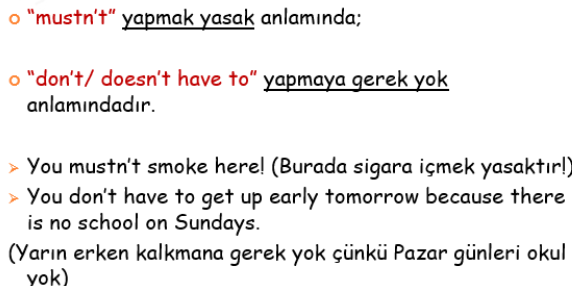 “mustn’t” yapmak yasak anlamında;
“don’t/ doesn’t have to” yapmaya gerek yok
anlamındadır.
You mustn’t smoke here! (Burada sigara içmek yasaktır!)
You don’t have to get up early tomorrow because there
is no school on Sundays.
(Yarın erken kalkmana gerek yok çünkü Pazar günleri okul
yok)